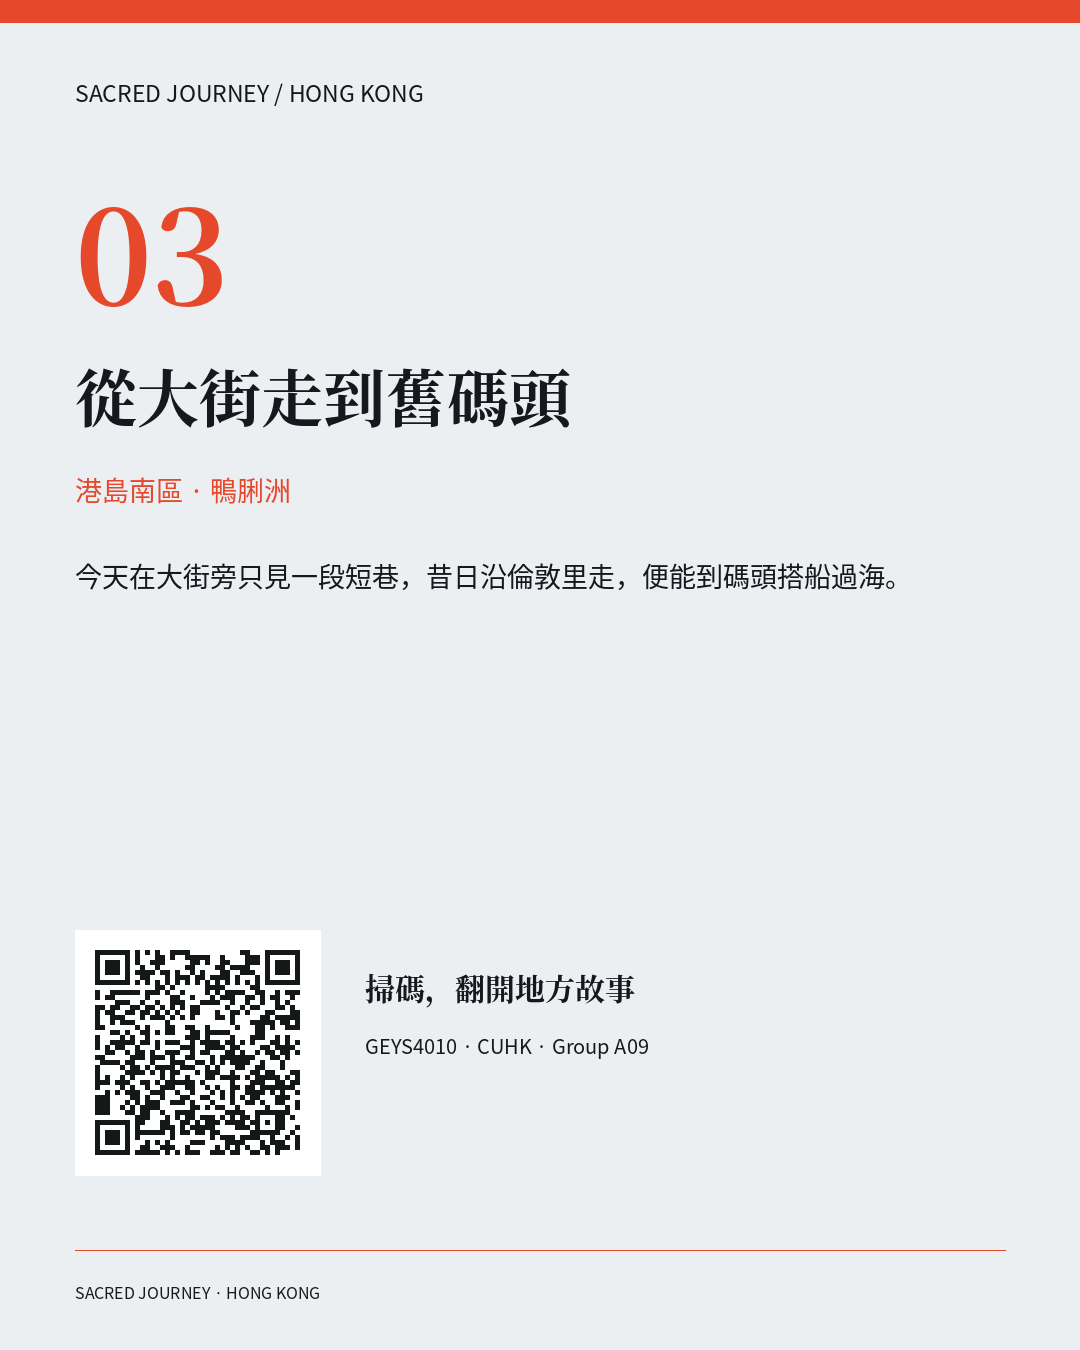 SACRED JOURNEY / HONG KONG
03
從大街走到舊碼頭
港島南區 · 鴨脷洲
今天在大街旁只見一段短巷，昔日沿倫敦里走，便能到碼頭搭船過海。
掃碼，翻開地方故事
GEYS4010 · CUHK · Group A09
SACRED JOURNEY · HONG KONG